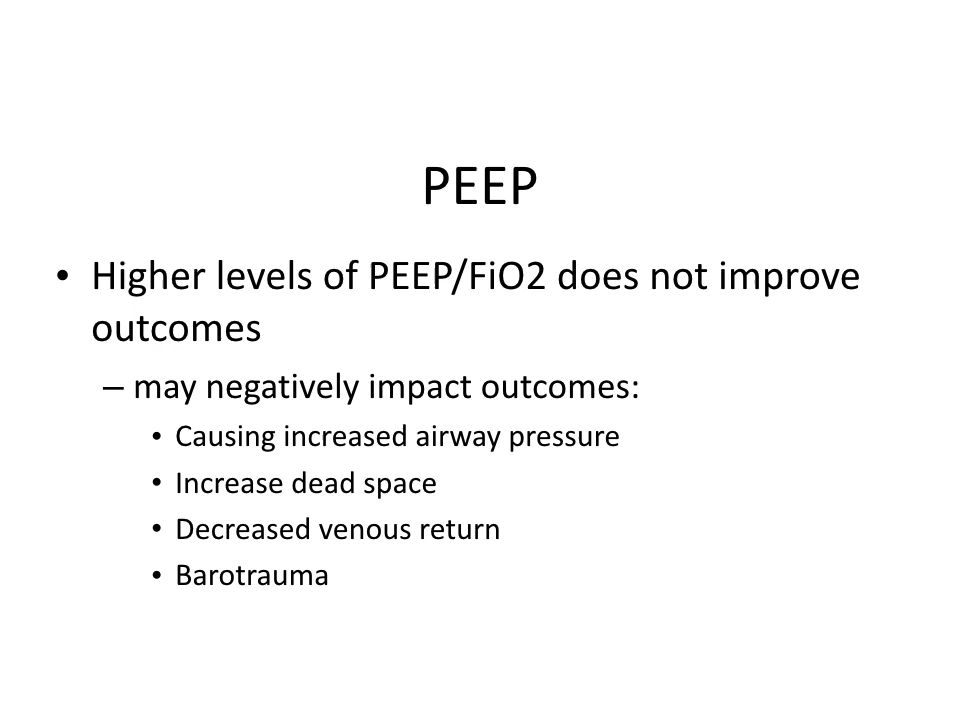 PEEP
• Higher levels of PEEP/FiO2 does not improve
outcomes
– may negatively impact outcomes:
• Causing increased airway pressure
• Increase dead space
• Decreased venous return
• Barotrauma